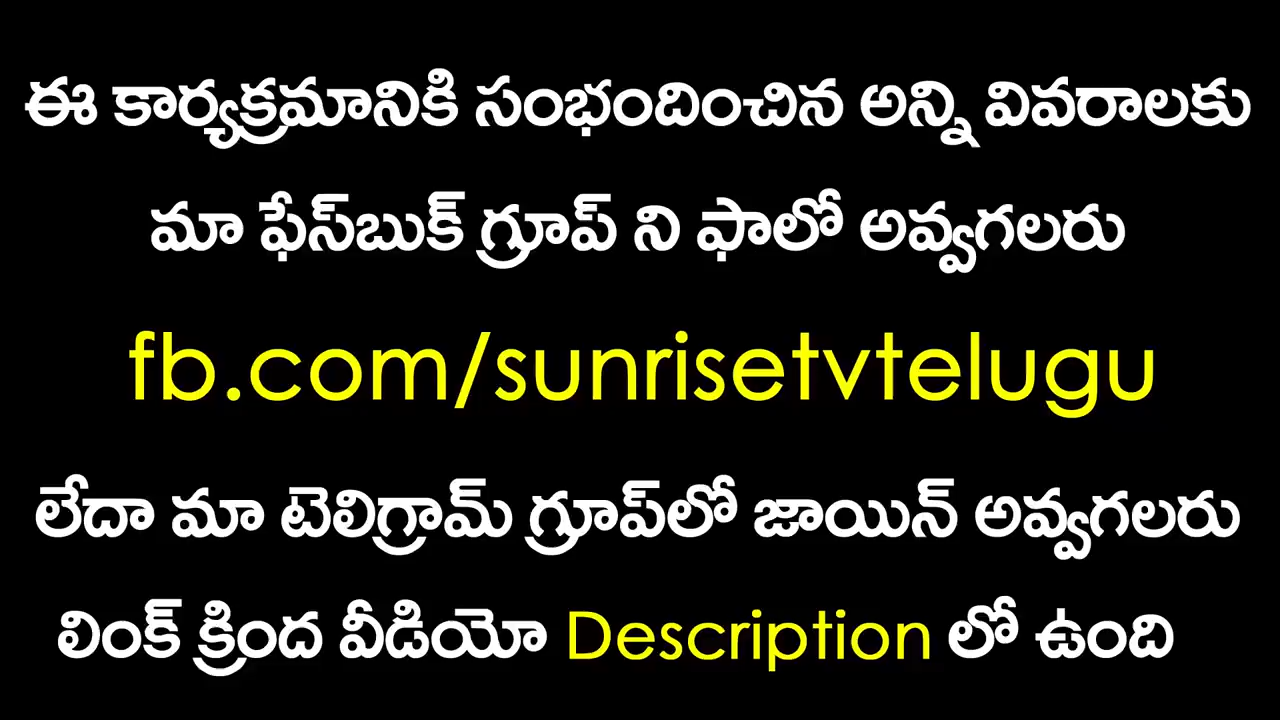 ఈ కార్యక్రమానికి సంభందించిన అన్ని వివరాలకు
మా ఫేస్‌బుక్ గ్రూప్ ని ఫాలో అవ్వగలరు
fb.com/sunrisetvtelugu
లేదా మా టెలిగ్రామ్ గ్రూప్‌లో జాయిన్ అవ్వగలరు
లింక్ క్రింద వీడియో Description లో ఉంది